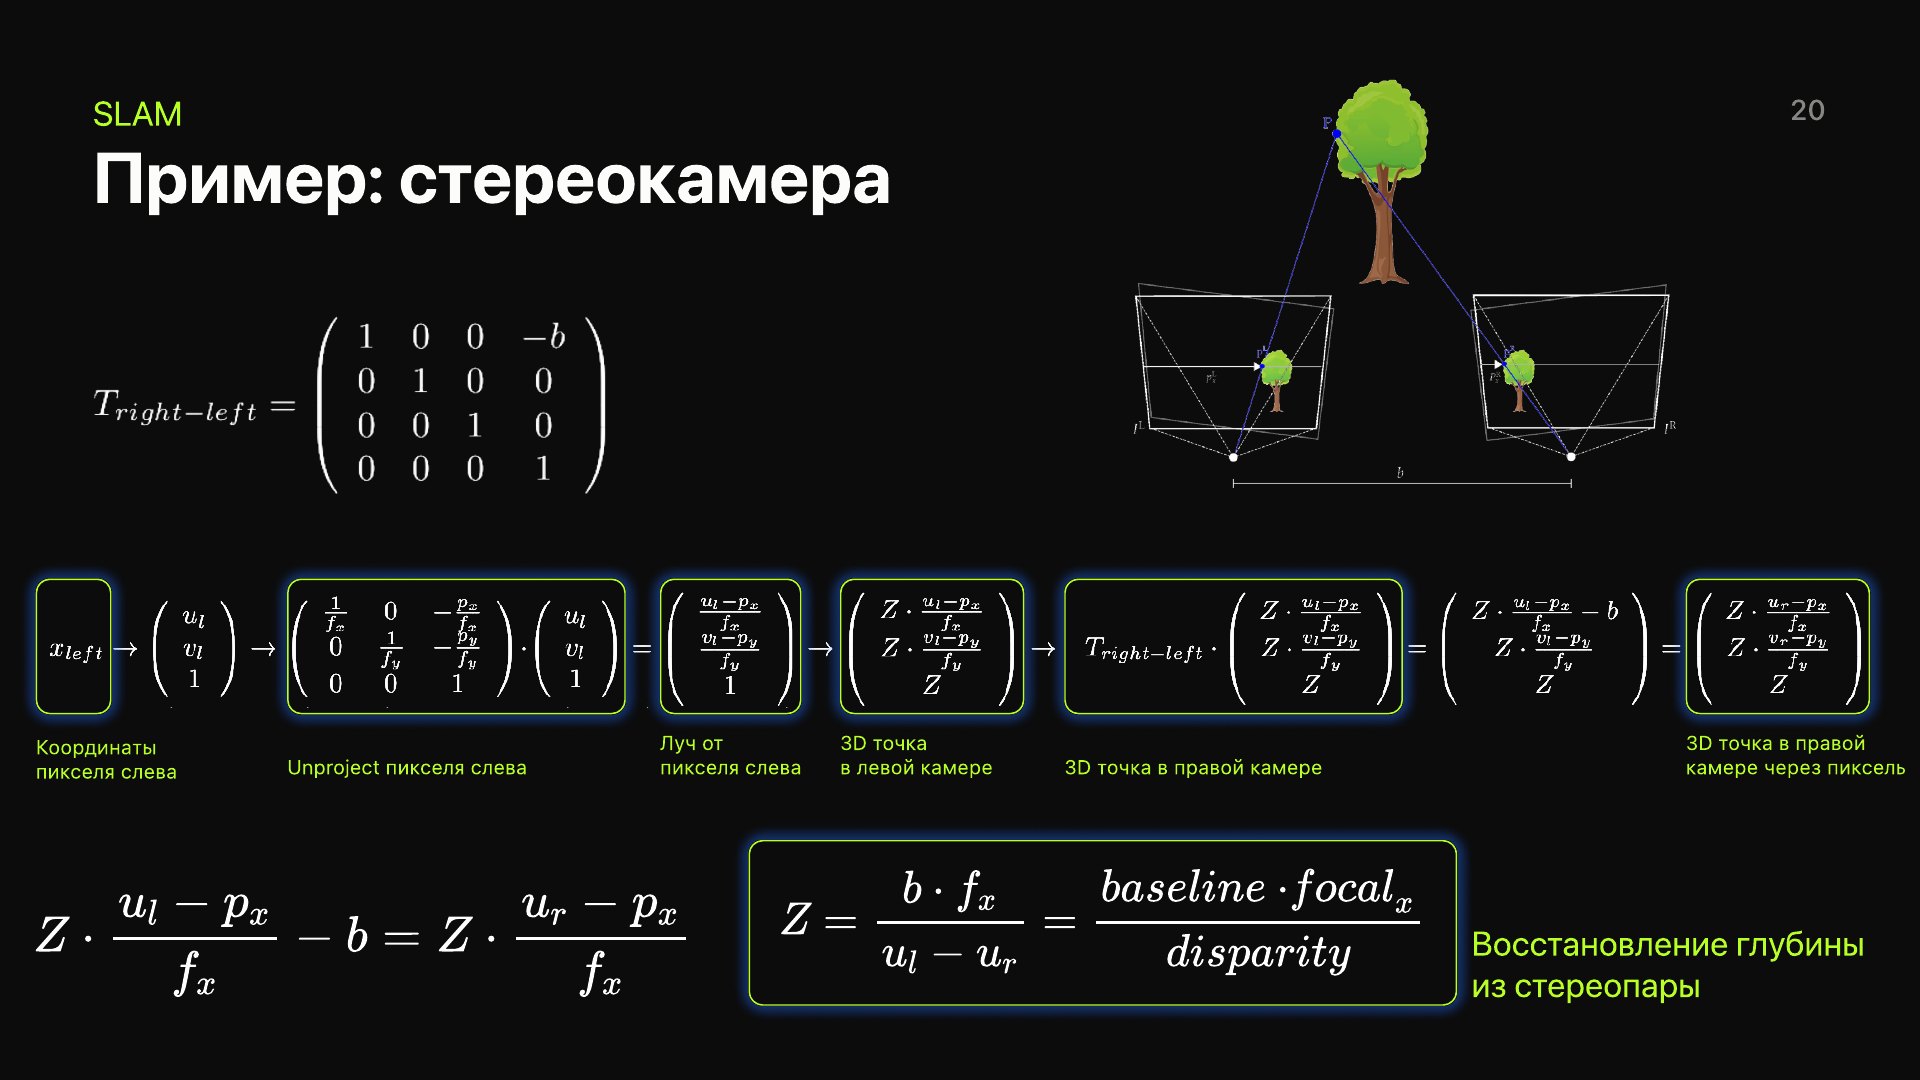 SLAM
20
Пример: стереокамера
P
T_{right-left} = \begin{pmatrix} 1 & 0 & 0 & -b \\ 0 & 1 & 0 & 0 \\ 0 & 0 & 1 & 0 \\ 0 & 0 & 0 & 1 \end{pmatrix}
I^L
I^R
b
x_{left} \to \begin{pmatrix} u_l \\ v_l \\ 1 \end{pmatrix} \to \begin{pmatrix} \frac{1}{f_x} & 0 & -\frac{p_x}{f_x} \\ 0 & \frac{1}{f_y} & -\frac{p_y}{f_y} \\ 0 & 0 & 1 \end{pmatrix} \cdot \begin{pmatrix} u_l \\ v_l \\ 1 \end{pmatrix} = \begin{pmatrix} \frac{u_l-p_x}{f_x} \\ \frac{v_l-p_y}{f_y} \\ 1 \end{pmatrix} \to \begin{pmatrix} Z \cdot \frac{u_l-p_x}{f_x} \\ Z \cdot \frac{v_l-p_y}{f_y} \\ Z \end{pmatrix} \to T_{right-left} \cdot \begin{pmatrix} Z \cdot \frac{u_l-p_x}{f_x} \\ Z \cdot \frac{v_l-p_y}{f_y} \\ Z \end{pmatrix} = \begin{pmatrix} Z \cdot \frac{u_l-p_x}{f_x} - b \\ Z \cdot \frac{v_l-p_y}{f_y} \\ Z \end{pmatrix} = \begin{pmatrix} Z \cdot \frac{u_r-p_x}{f_x} \\ Z \cdot \frac{v_r-p_y}{f_y} \\ Z \end{pmatrix}
Координаты
пикселя слева
Unproject пикселя слева
Луч от
пикселя слева
3D точка
в левой камере
3D точка в правой камере
3D точка в правой
камере через пиксель
Z \cdot \frac{u_l - p_x}{f_x} - b = Z \cdot \frac{u_r - p_x}{f_x}
Z = \frac{b \cdot f_x}{u_l - u_r} = \frac{baseline \cdot focal_x}{disparity}
Восстановление глубины
из стереопары